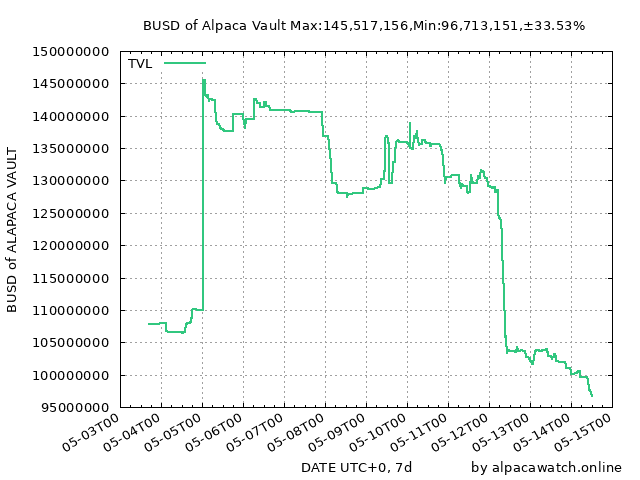 BUSD of Alpaca Vault Max:145,517,156,Min:96,713,151,±33.53%
TVL
BUSD of ALAPACA VAULT
150000000
145000000
140000000
135000000
130000000
125000000
120000000
115000000
110000000
105000000
100000000
95000000
05-03T00
05-04T00
05-05T00
05-06T00
05-07T00
05-08T00
05-09T00
05-10T00
05-11T00
05-12T00
05-13T00
05-14T00
05-15T00
DATE UTC+0, 7d
by alpacawatch.online